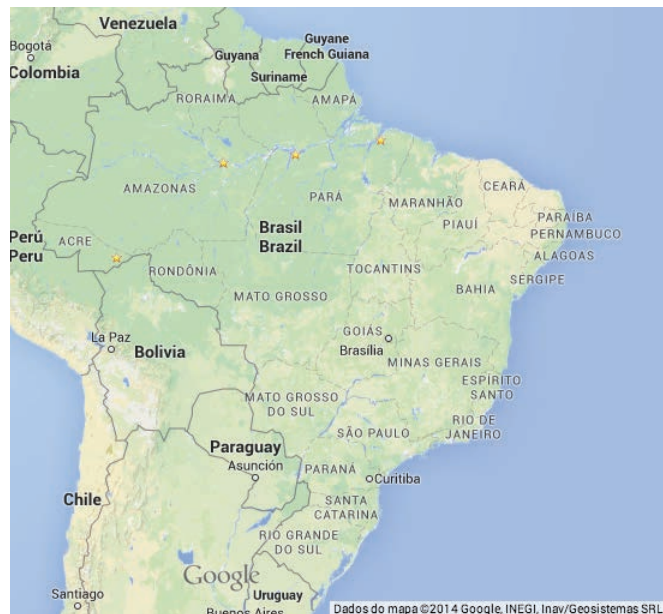 Venezuela
Bogotá
Colombia
Guyana
Guyane
French Guiana
Suriname
RORAIMA
AMAPÁ
AMAZONAS
PARÁ
CEARÁ
MARANHÃO
PARAÍBA
PIAUÍ
PERNAMBUCO
Brasil
Brazil
Perú
Peru
ACRE
ALAGOAS
RONDÔNIA
TOCANTINS
SERGIPE
BAHIA
MATO GROSSO
GOIÁS
La Paz
Bolivia
Brasília
MINAS GERAIS
ESPÍRITO
SANTO
MATO GROSSO
DO SUL
RIO DE
JANEIRO
SÃO PAULO
Paraguay
Asunción
PARANÁ
Curitiba
Chile
SANTA
CATARINA
RIO GRANDE
DO SUL
Google
Santiago
Uruguay
Buenos Aires
Dados do mapa ©2014 Google, INEGI, Inav/Geosistemas SRL